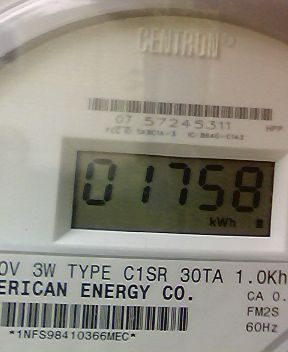 CENTRON®
07 57245311
HPP
01758
kWh
0V 3W TYPE C1SR 30TA 1.0Kh
ERICAN ENERGY CO.
CA 0.
FM2S
60Hz
*1NFS98410366MEC*